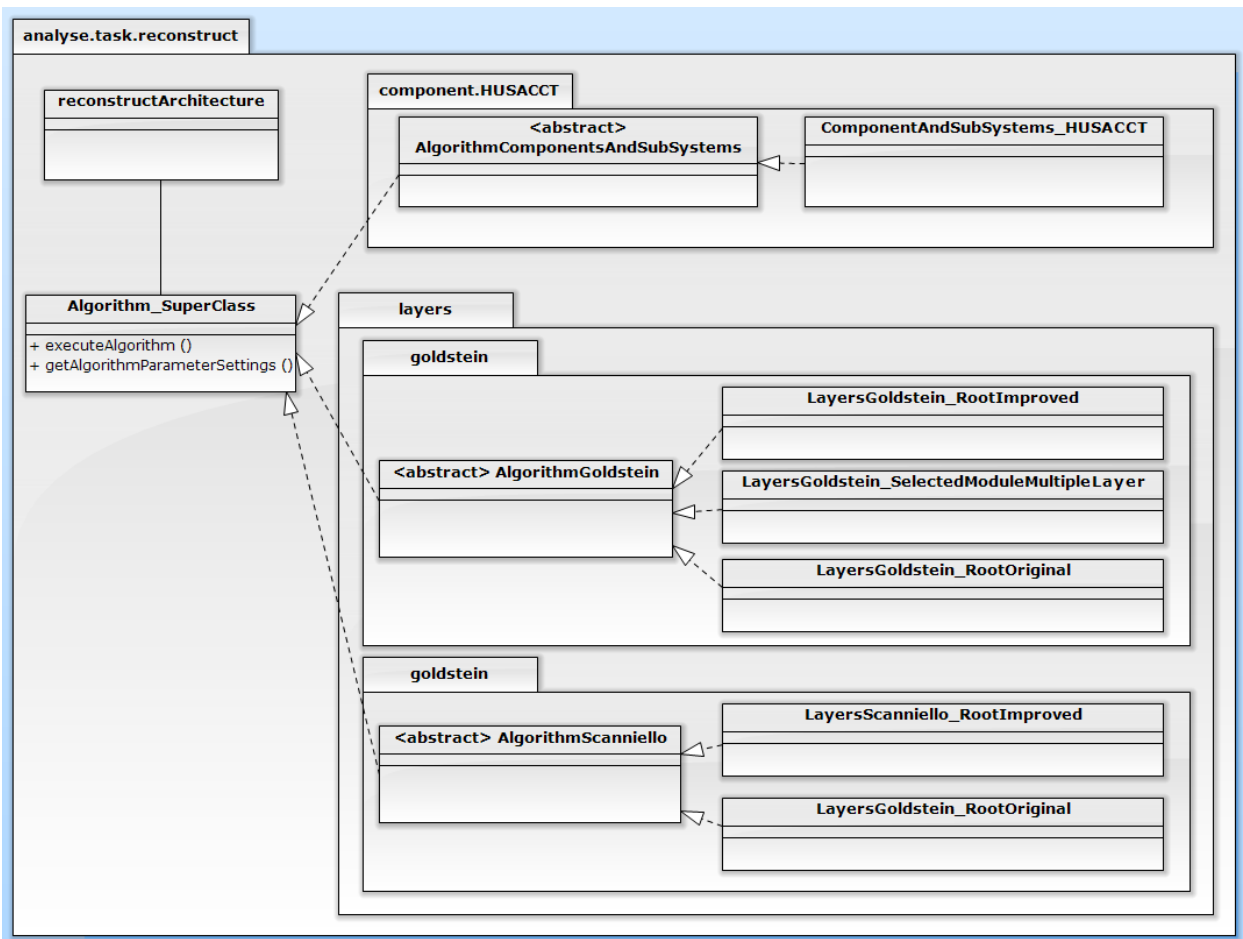 analyse.task.reconstruct
reconstructArchitecture
component.HUSACCT
<abstract>
AlgorithmComponentsAndSubSystems
ComponentAndSubSystems_HUSACCT
Algorithm_SuperClass
+ executeAlgorithm ()
+ getAlgorithmParameterSettings ()
layers
goldstein
LayersGoldstein_RootImproved
<abstract> AlgorithmGoldstein
LayersGoldstein_SelectedModuleMultipleLayer
LayersGoldstein_RootOriginal
goldstein
LayersScanniello_RootImproved
<abstract> AlgorithmScanniello
LayersGoldstein_RootOriginal